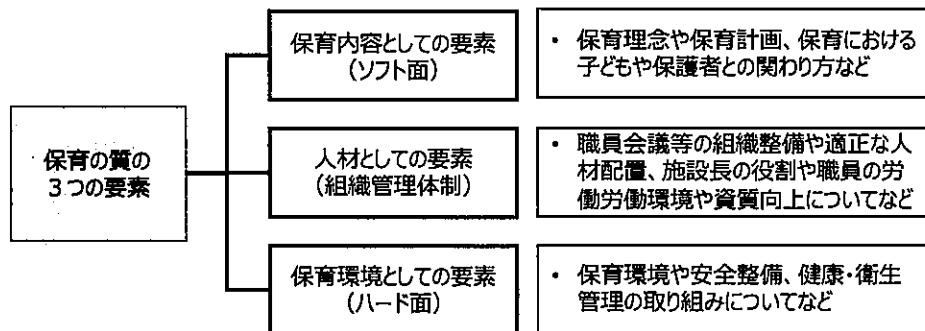 保育の質の
3つの要素
保育内容としての要素
(ソフト面)
・ 保育理念や保育計画、保育における
子どもや保護者との関わり方など
人材としての要素
(組織管理体制)
・ 職員会議等の組織整備や適正な人
材配置、施設長の役割や職員の労
働労働環境や資質向上についてなど
保育環境としての要素
(ハード面)
・ 保育環境や安全整備、健康・衛生
管理の取り組みについてなど